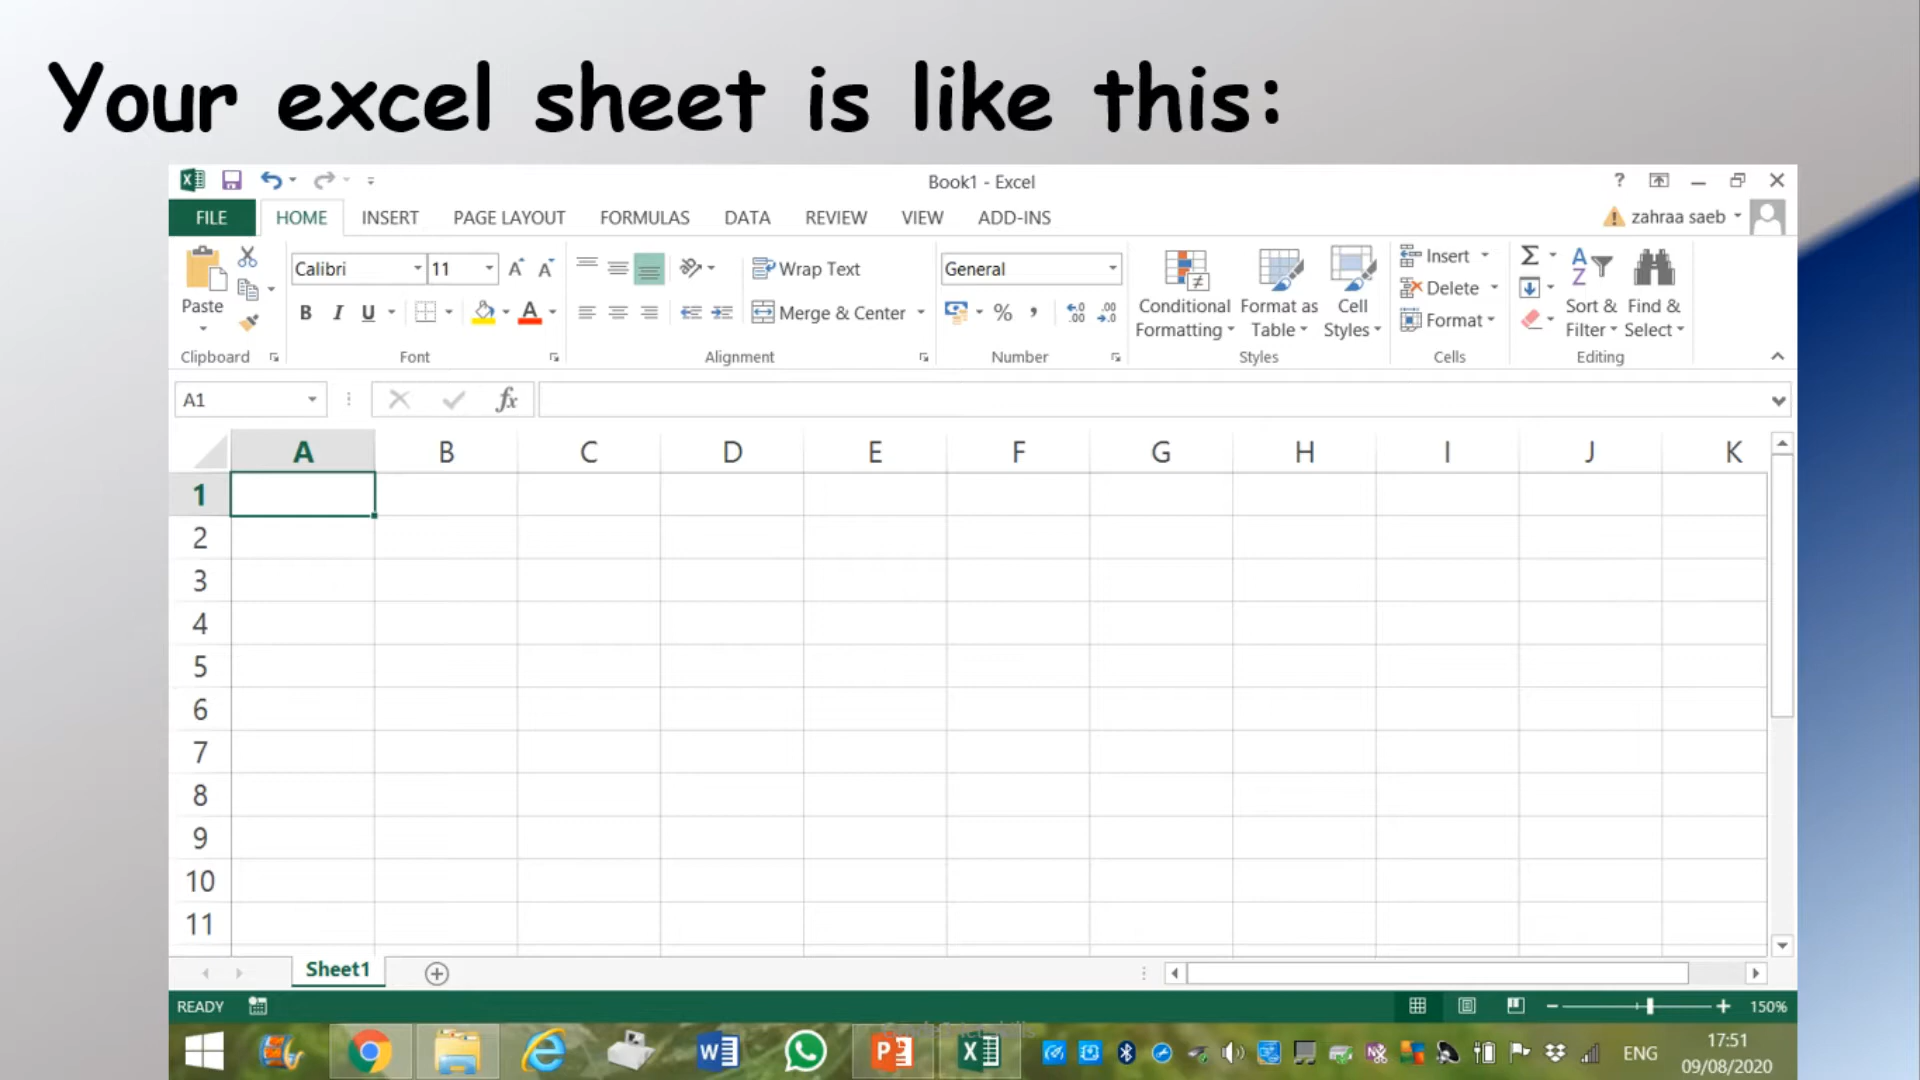 Your excel sheet is like this:
Book1 - Excel
?
FILE HOME INSERT PAGE LAYOUT FORMULAS DATA REVIEW VIEW ADD-INS
zahraa saeb
Calibri 11
Wrap Text
General
Insert
Delete
Format
Paste
B I U
A
Merge & Center
% ,
Conditional Formatting
Format as Table
Cell Styles
Σ
Sort & Filter
Find & Select
Clipboard Font Alignment Number Styles Cells Editing
A1
fx
A B C D E F G H I J K
1
2
3
4
5
6
7
8
9
10
11
Sheet1
READY
150%
ENG
17:51
09/08/2020